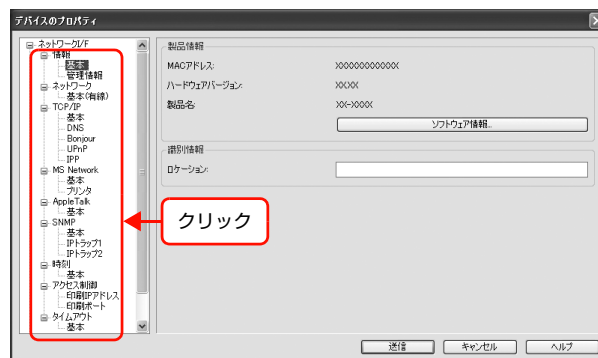 デバイスのプロパティ
ネットワークI/F
情報
基本
管理情報
ネットワーク
基本(有線)
TCP/IP
基本
DNS
Bonjour
UPnP
IPP
MS Network
基本
プリンタ
AppleTalk
基本
SNMP
基本
IPトラップ1
IPトラップ2
時刻
基本
アクセス制御
印刷IPアドレス
印刷ポート
タイムアウト
基本
クリック
製品情報
MACアドレス: XXXXXXXXXXXX
ハードウェアバージョン: XX.XX
製品名: XX-XXXX
ソフトウェア情報...
識別情報
ロケーション:
送信 キャンセル ヘルプ